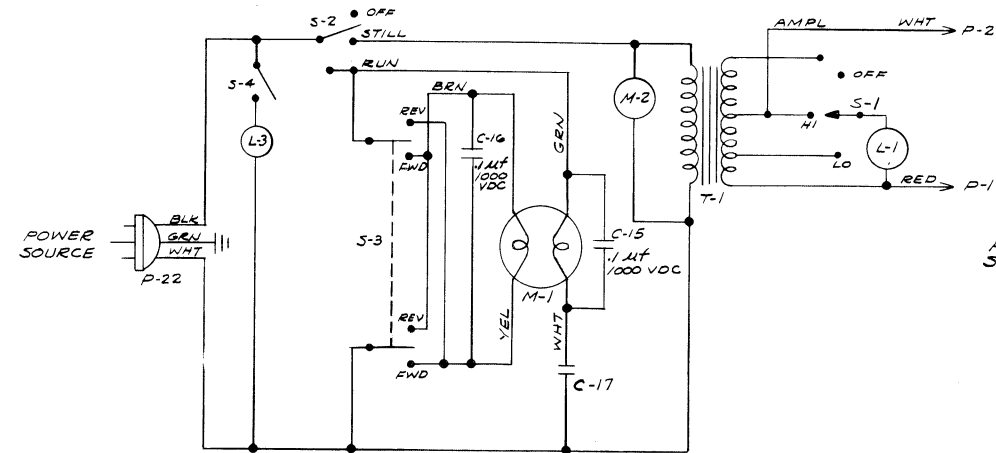 S-2
OFF
STILL
RUN
S-4
L-3
REV
BRN
FWD
C-16
.1 µf
1000
VDC
GRN
M-2
T-1
AMPL
WHT
P-2
OFF
S-1
HI
L-1
LO
RED
P-1
POWER
SOURCE
BLK
GRN
WHT
P-22
S-3
C-15
.1 µf
1000 VDC
M-1
REV
FWD
YEL
WHT
C-17
S